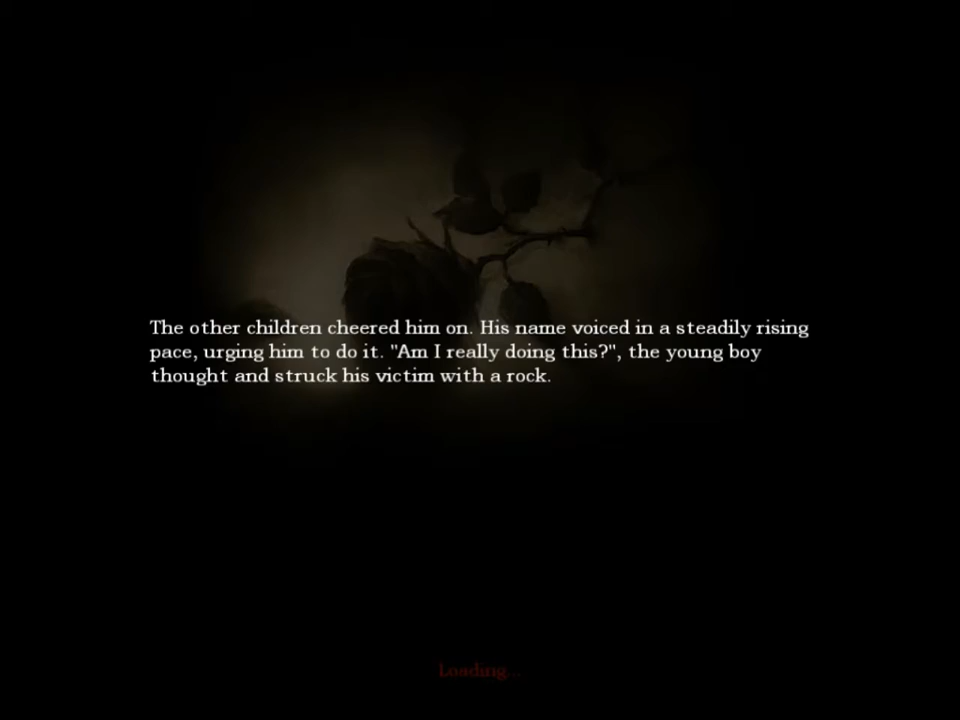 The other children cheered him on. His name voiced in a steadily rising
pace, urging him to do it. "Am I really doing this?", the young boy
thought and struck his victim with a rock.
Loading...